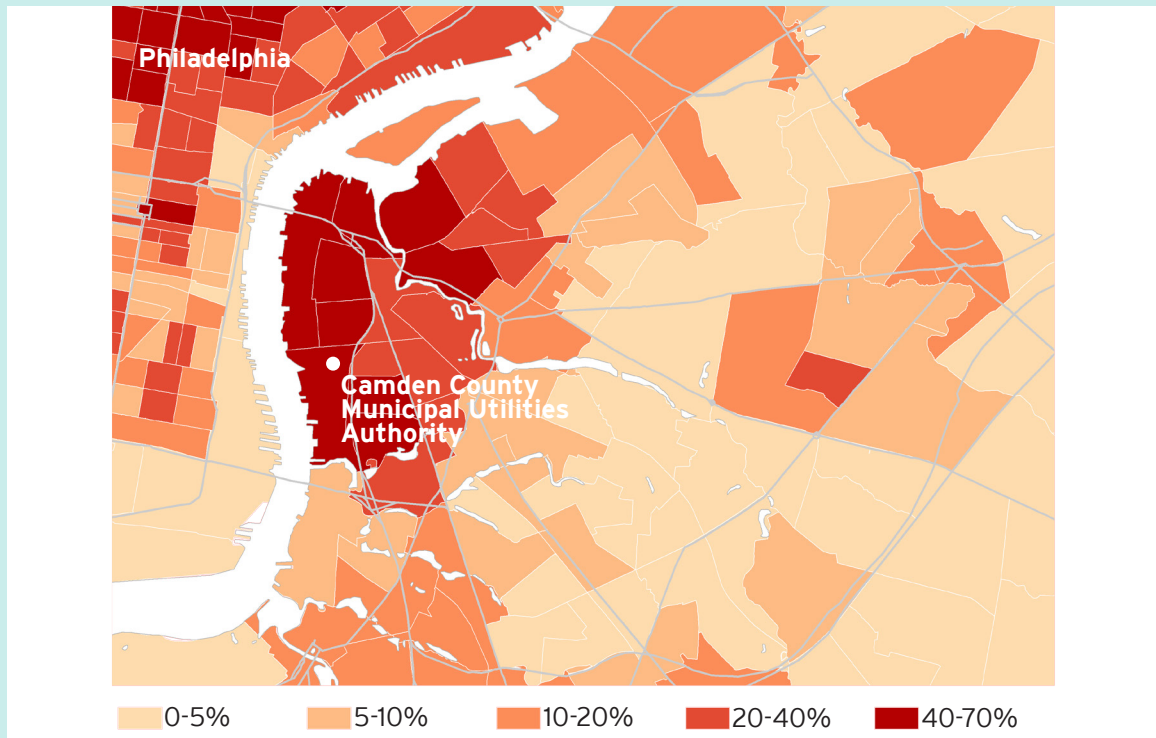 Philadelphia
Camden County
Municipal Utilities
Authority
0-5%
5-10%
10-20%
20-40%
40-70%